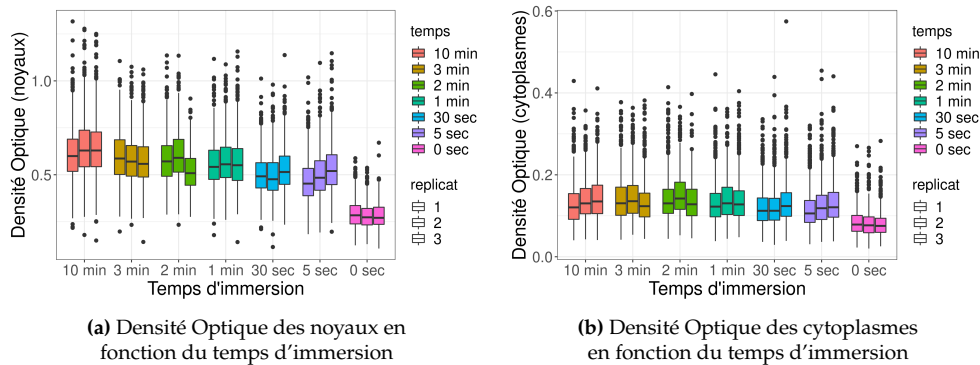 Densité Optique (noyaux)
1.0
0.5
10 min 3 min 2 min 1 min 30 sec 5 sec 0 sec
Temps d'immersion
temps
10 min
3 min
2 min
1 min
30 sec
5 sec
0 sec
replicat
1
2
3
(a) Densité Optique des noyaux en
fonction du temps d'immersion
Densité Optique (cytoplasmes)
0.6
0.4
0.2
0.0
10 min 3 min 2 min 1 min 30 sec 5 sec 0 sec
Temps d'immersion
temps
10 min
3 min
2 min
1 min
30 sec
5 sec
0 sec
replicat
1
2
3
(b) Densité Optique des cytoplasmes
en fonction du temps d'immersion